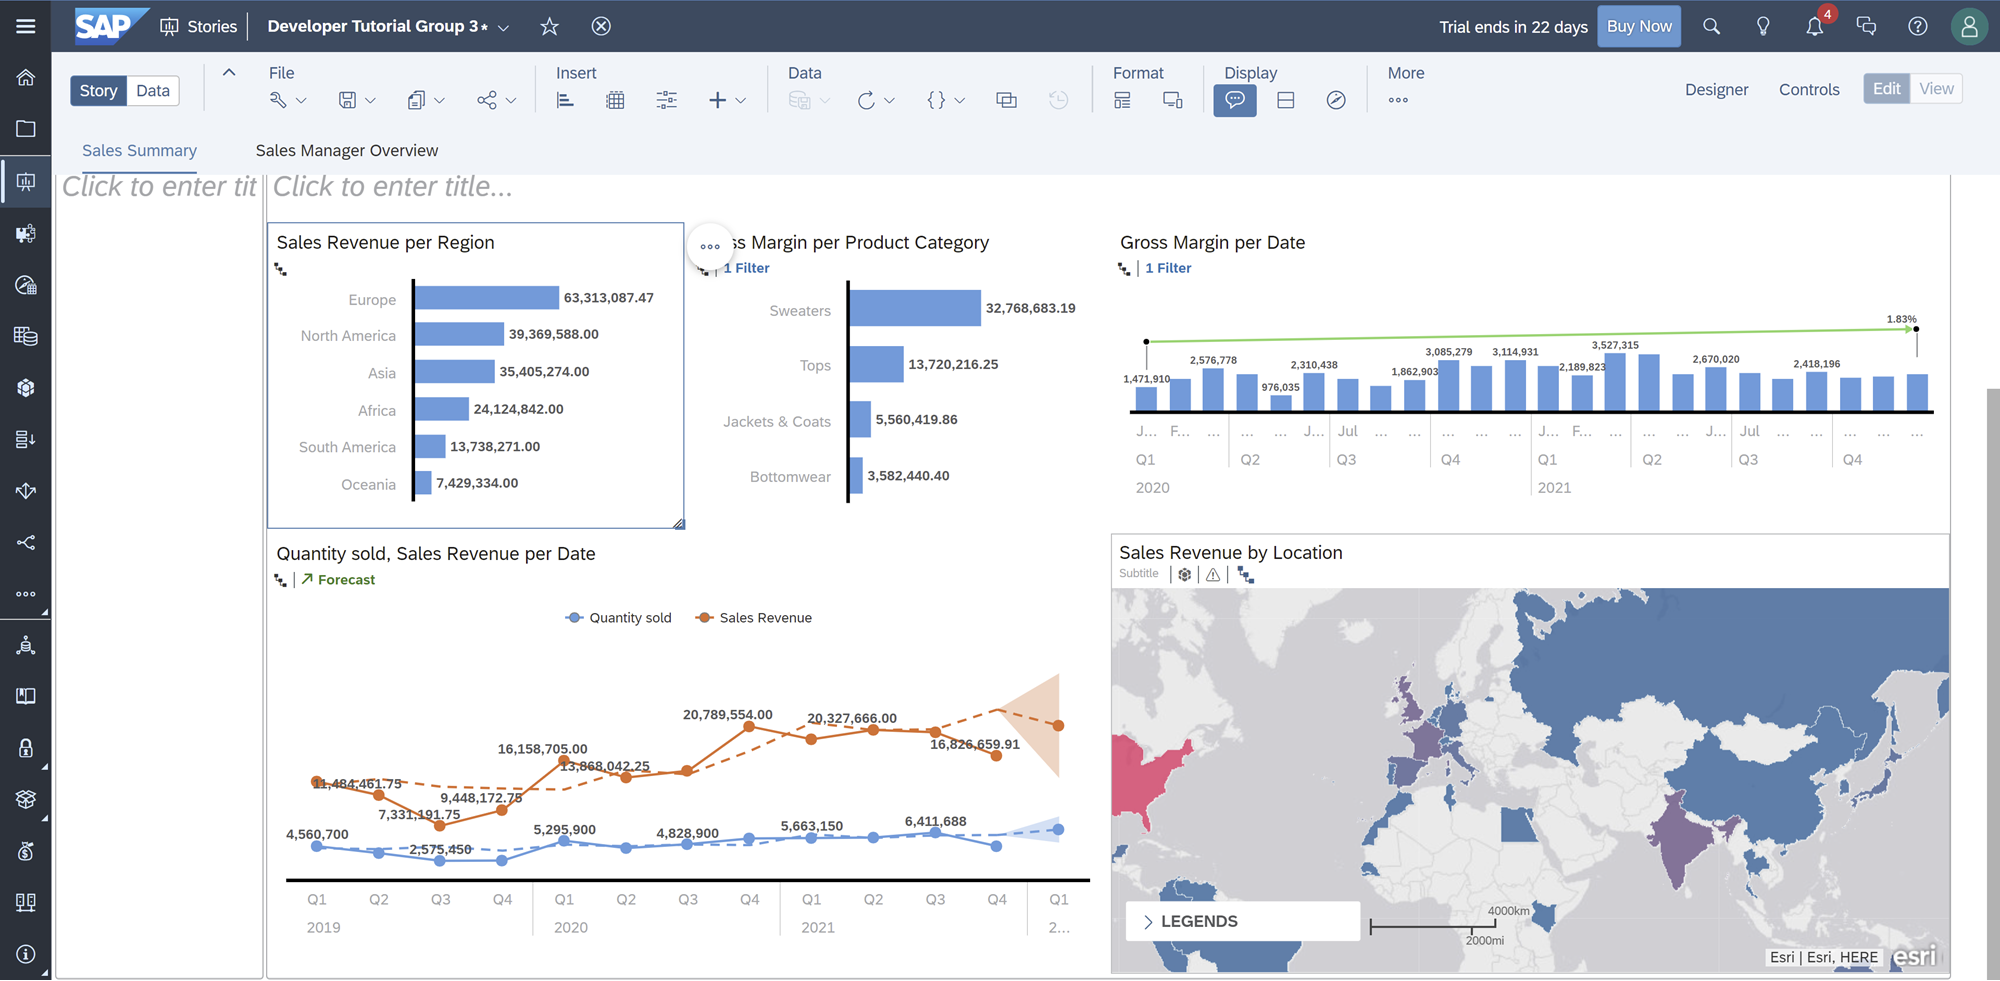 SAP Stories Developer Tutorial Group 3* Trial ends in 22 days Buy Now 4
File Insert Data Format Display More
Story Data Designer Controls Edit View
Sales Summary Sales Manager Overview
Click to enter tit Click to enter title...
Sales Revenue per Region
Europe 63,313,087.47
North America 39,369,588.00
Asia 35,405,274.00
Africa 24,124,842.00
South America 13,738,271.00
Oceania 7,429,334.00
ss Margin per Product Category
1 Filter
Sweaters 32,768,683.19
Tops 13,720,216.25
Jackets & Coats 5,560,419.86
Bottomwear 3,582,440.40
Gross Margin per Date
1 Filter
1.83%
1,471,910 2,576,778 976,035 2,310,438 1,862,903 3,085,279 3,114,931 2,189,823 3,527,315 2,670,020 2,418,196
J... F... ... ... ... J... Jul ... ... ... ... ... J... F... ... ... ... J... Jul ... ... ... ... ...
Q1 Q2 Q3 Q4 Q1 Q2 Q3 Q4
2020 2021
Quantity sold, Sales Revenue per Date
Forecast
Quantity sold Sales Revenue
11,484,461.75 7,331,191.75 9,448,172.75 16,158,705.00 13,868,042.25 20,789,554.00 20,327,666.00 16,826,659.91
4,560,700 2,575,450 5,295,900 4,828,900 5,663,150 6,411,688
Q1 Q2 Q3 Q4 Q1 Q2 Q3 Q4 Q1 Q2 Q3 Q4 Q1
2019 2020 2021 2...
Sales Revenue by Location
Subtitle
LEGENDS
4000km
2000mi
Esri | Esri, HERE esri